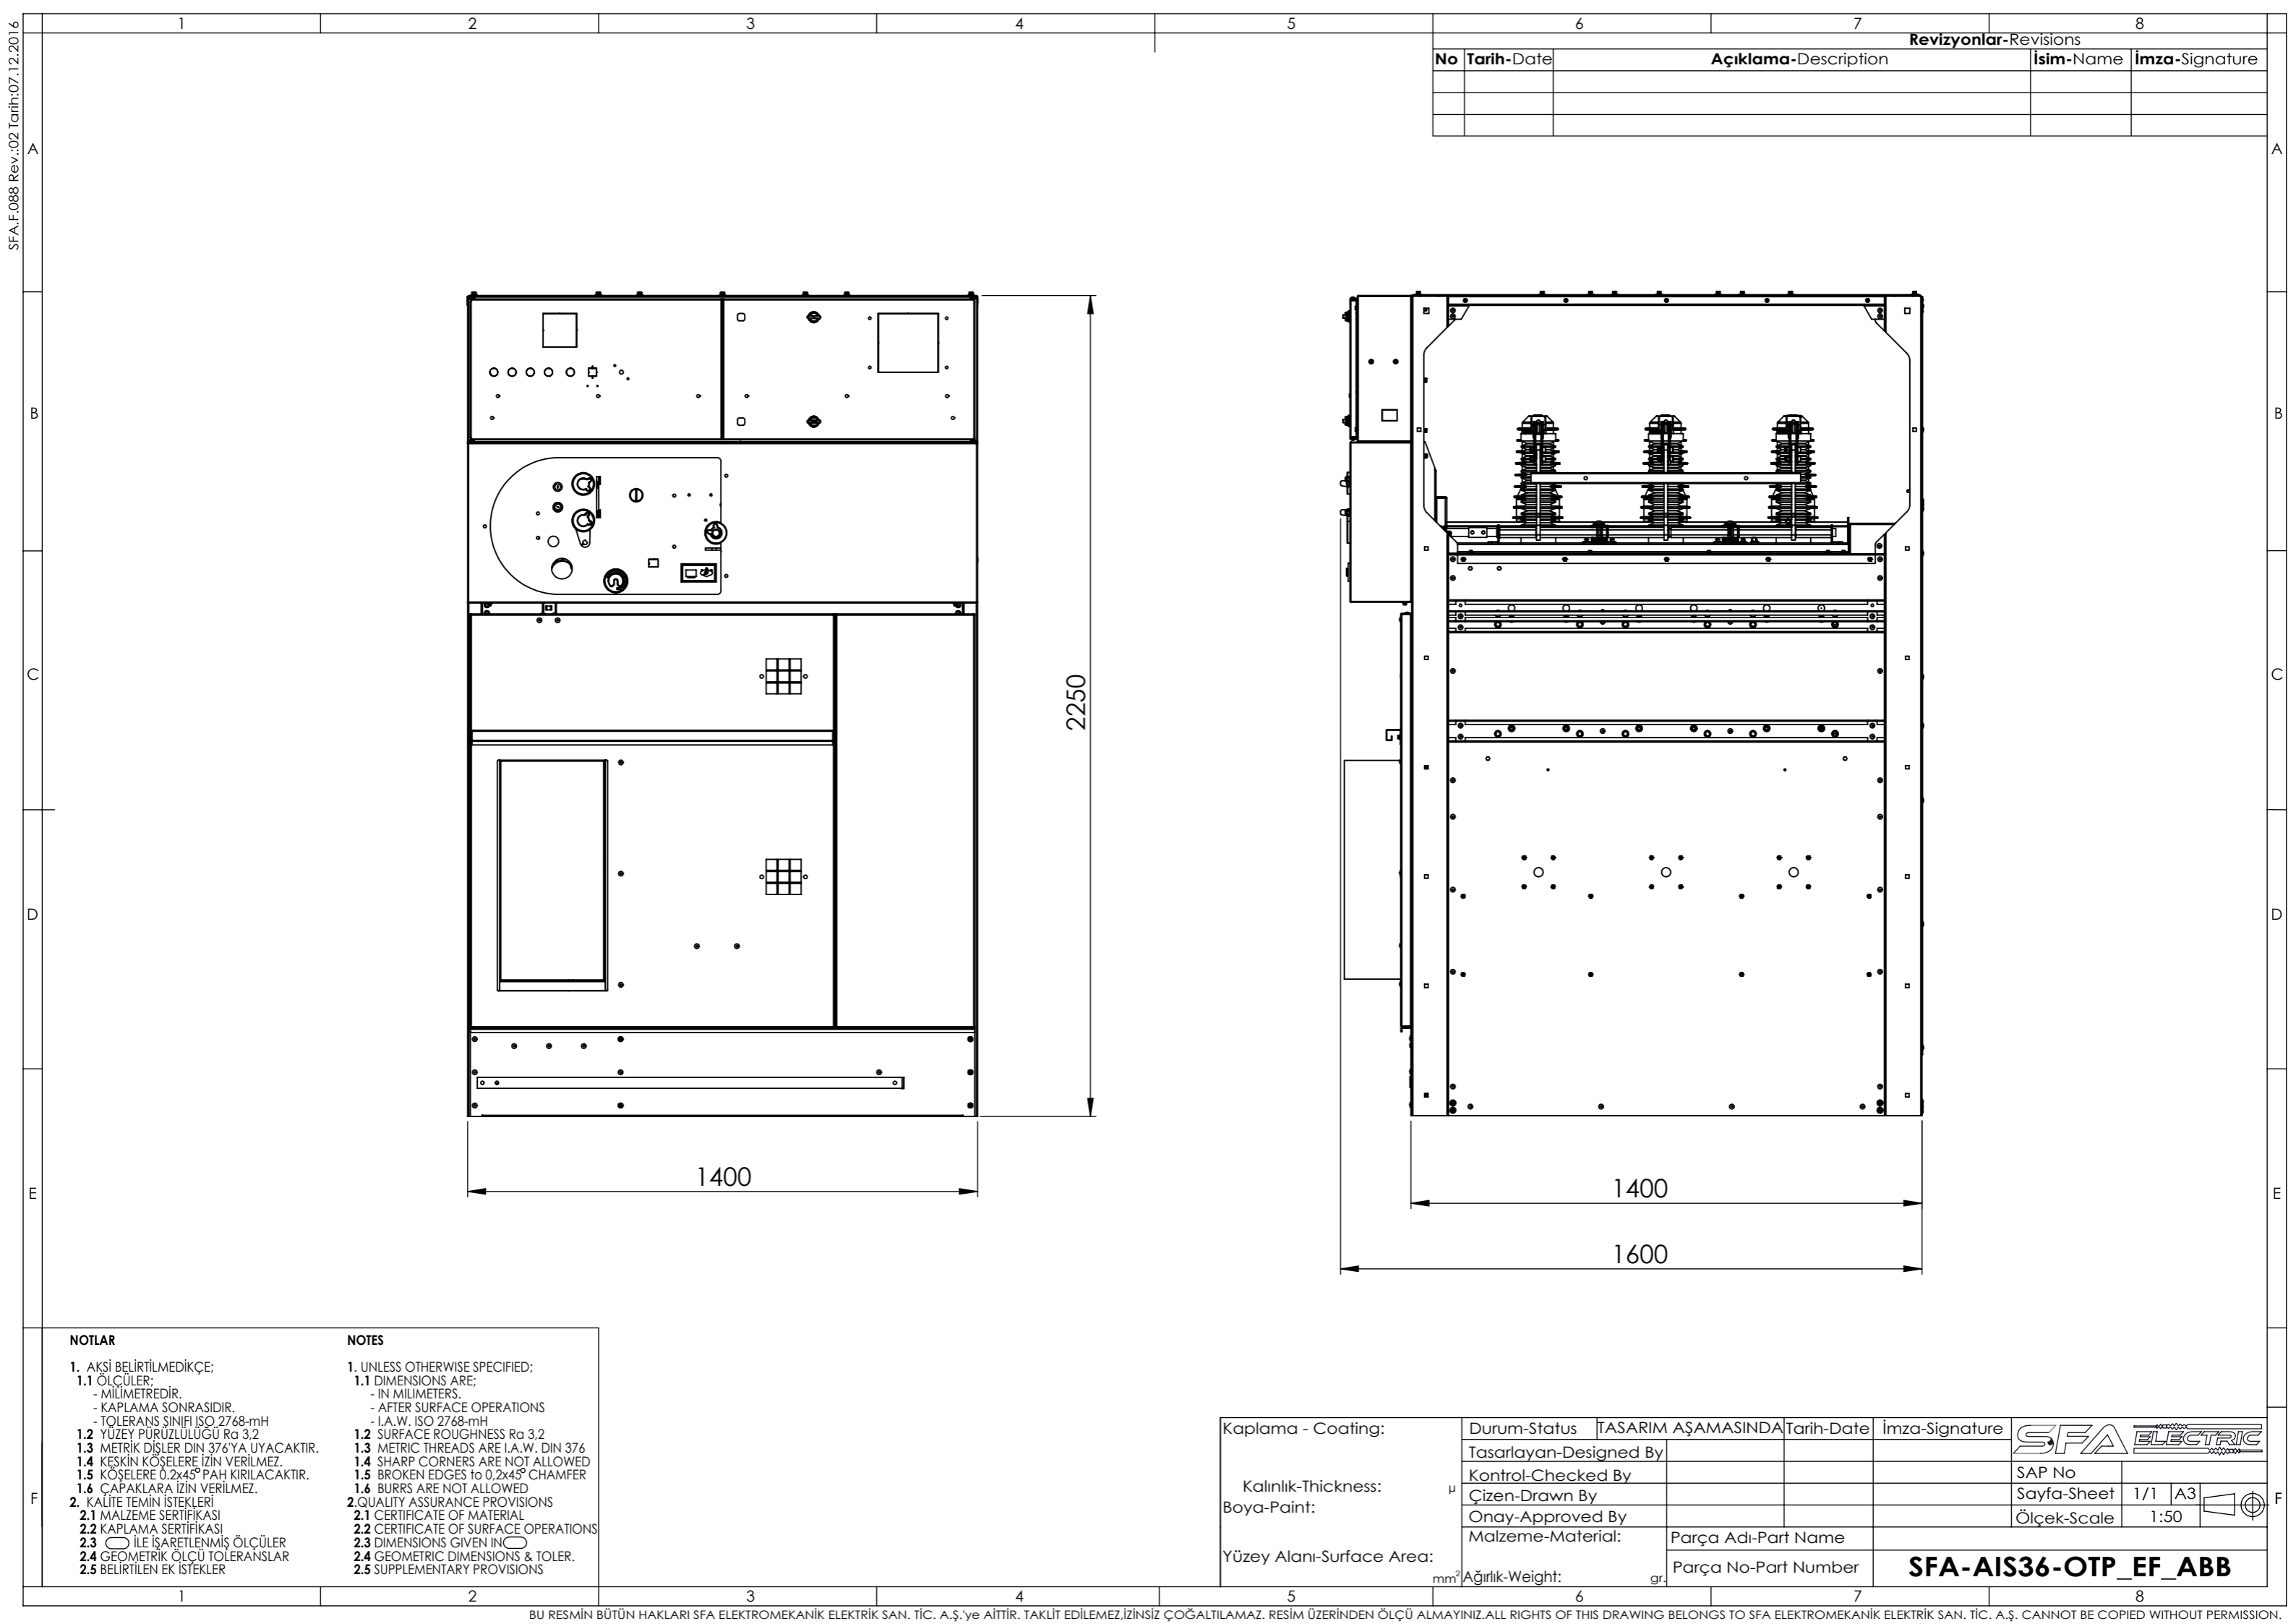 1 2 3 4 5 6 7 8
SFA.F.088 Rev.:02 Tarih:07.12.2016
Revizyonlar-Revisions
No Tarih-Date Açıklama-Description İsim-Name İmza-Signature
A A
B B
C C
D D
E E
F F
2250
1400
1400
1600
NOTLAR
1. AKSİ BELİRTİLMEDİKÇE;
1.1 ÖLÇÜLER;
- MİLİMETREDİR.
- KAPLAMA SONRASIDIR.
- TOLERANS SINIFI ISO 2768-mH
1.2 YÜZEY PÜRÜZLÜLÜĞÜ Ra 3,2
1.3 METRİK DİŞLER DIN 376'YA UYACAKTIR.
1.4 KESKİN KÖŞELERE İZİN VERİLMEZ.
1.5 KÖŞELERE 0.2x45° PAH KIRILACAKTIR.
1.6 ÇAPAKLARA İZİN VERİLMEZ.
2. KALİTE TEMİN İSTEKLERİ
2.1 MALZEME SERTİFİKASI
2.2 KAPLAMA SERTİFİKASI
2.3 İLE İŞARETLENMİŞ ÖLÇÜLER
2.4 GEOMETRİK ÖLÇÜ TOLERANSLAR
2.5 BELİRTİLEN EK İSTEKLER
NOTES
1. UNLESS OTHERWISE SPECIFIED;
1.1 DIMENSIONS ARE;
- IN MILIMETERS.
- AFTER SURFACE OPERATIONS
- I.A.W. ISO 2768-mH
1.2 SURFACE ROUGHNESS Ra 3,2
1.3 METRIC THREADS ARE I.A.W. DIN 376
1.4 SHARP CORNERS ARE NOT ALLOWED
1.5 BROKEN EDGES to 0,2x45° CHAMFER
1.6 BURRS ARE NOT ALLOWED
2.QUALITY ASSURANCE PROVISIONS
2.1 CERTIFICATE OF MATERIAL
2.2 CERTIFICATE OF SURFACE OPERATIONS
2.3 DIMENSIONS GIVEN IN
2.4 GEOMETRIC DIMENSIONS & TOLER.
2.5 SUPPLEMENTARY PROVISIONS
Kaplama - Coating:
Kalınlık-Thickness: µ
Boya-Paint:
Yüzey Alanı-Surface Area: mm²
Durum-Status TASARIM AŞAMASINDA Tarih-Date İmza-Signature
Tasarlayan-Designed By
Kontrol-Checked By
Çizen-Drawn By
Onay-Approved By
Malzeme-Material:
Ağırlık-Weight: gr.
SFA ELECTRIC
SAP No
Sayfa-Sheet 1/1 A3
Ölçek-Scale 1:50
Parça Adı-Part Name
Parça No-Part Number SFA-AIS36-OTP_EF_ABB
1 2 3 4 5 6 7 8
BU RESMİN BÜTÜN HAKLARI SFA ELEKTROMEKANİK ELEKTRİK SAN. TİC. A.Ş.'ye AİTTİR. TAKLİT EDİLEMEZ,İZİNSİZ ÇOĞALTILAMAZ. RESİM ÜZERİNDEN ÖLÇÜ ALMAYINIZ.ALL RIGHTS OF THIS DRAWING BELONGS TO SFA ELEKTROMEKANİK ELEKTRİK SAN. TİC. A.Ş. CANNOT BE COPIED WITHOUT PERMISSION.